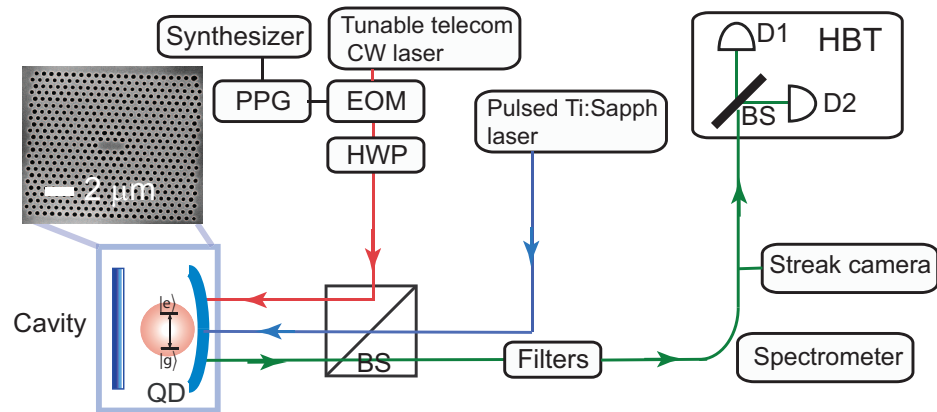 Synthesizer
Tunable telecom
CW laser
PPG
EOM
HWP
Pulsed Ti:Sapph
laser
D1
HBT
D2
BS
2 μm
Streak camera
Cavity
|e⟩
|g⟩
QD
BS
Filters
Spectrometer